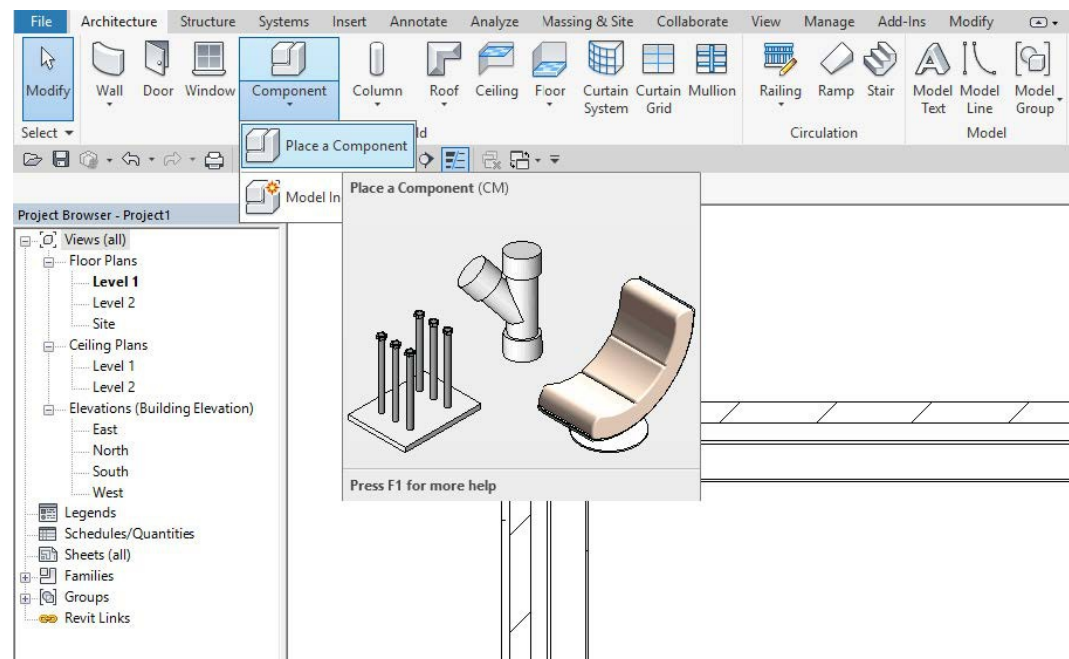 File Architecture Structure Systems Insert Annotate Analyze Massing & Site Collaborate View Manage Add-Ins Modify
Modify Wall Door Window Component Column Roof Ceiling Floor Curtain System Curtain Grid Mullion Railing Ramp Stair Model Text Model Line Model Group
Select ld Circulation Model
Place a Component
Model In
Place a Component (CM)
Press F1 for more help
Project Browser - Project1
Views (all)
Floor Plans
Level 1
Level 2
Site
Ceiling Plans
Level 1
Level 2
Elevations (Building Elevation)
East
North
South
West
Legends
Schedules/Quantities
Sheets (all)
Families
Groups
Revit Links